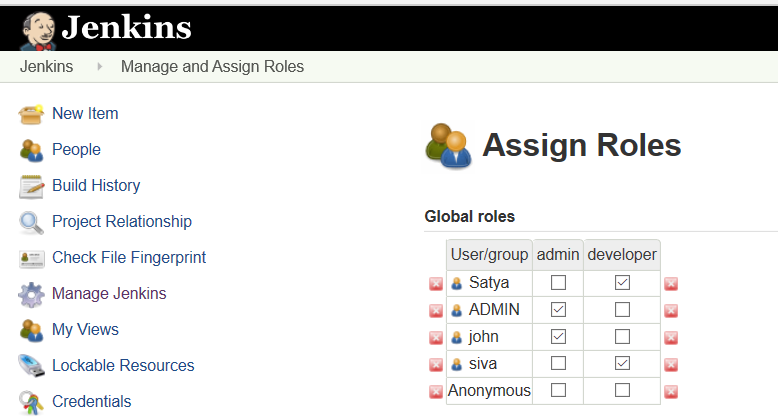 Jenkins
Jenkins Manage and Assign Roles
New Item
People
Build History
Project Relationship
Check File Fingerprint
Manage Jenkins
My Views
Lockable Resources
Credentials
Assign Roles
Global roles
User/group admin developer
Satya
ADMIN
john
siva
Anonymous